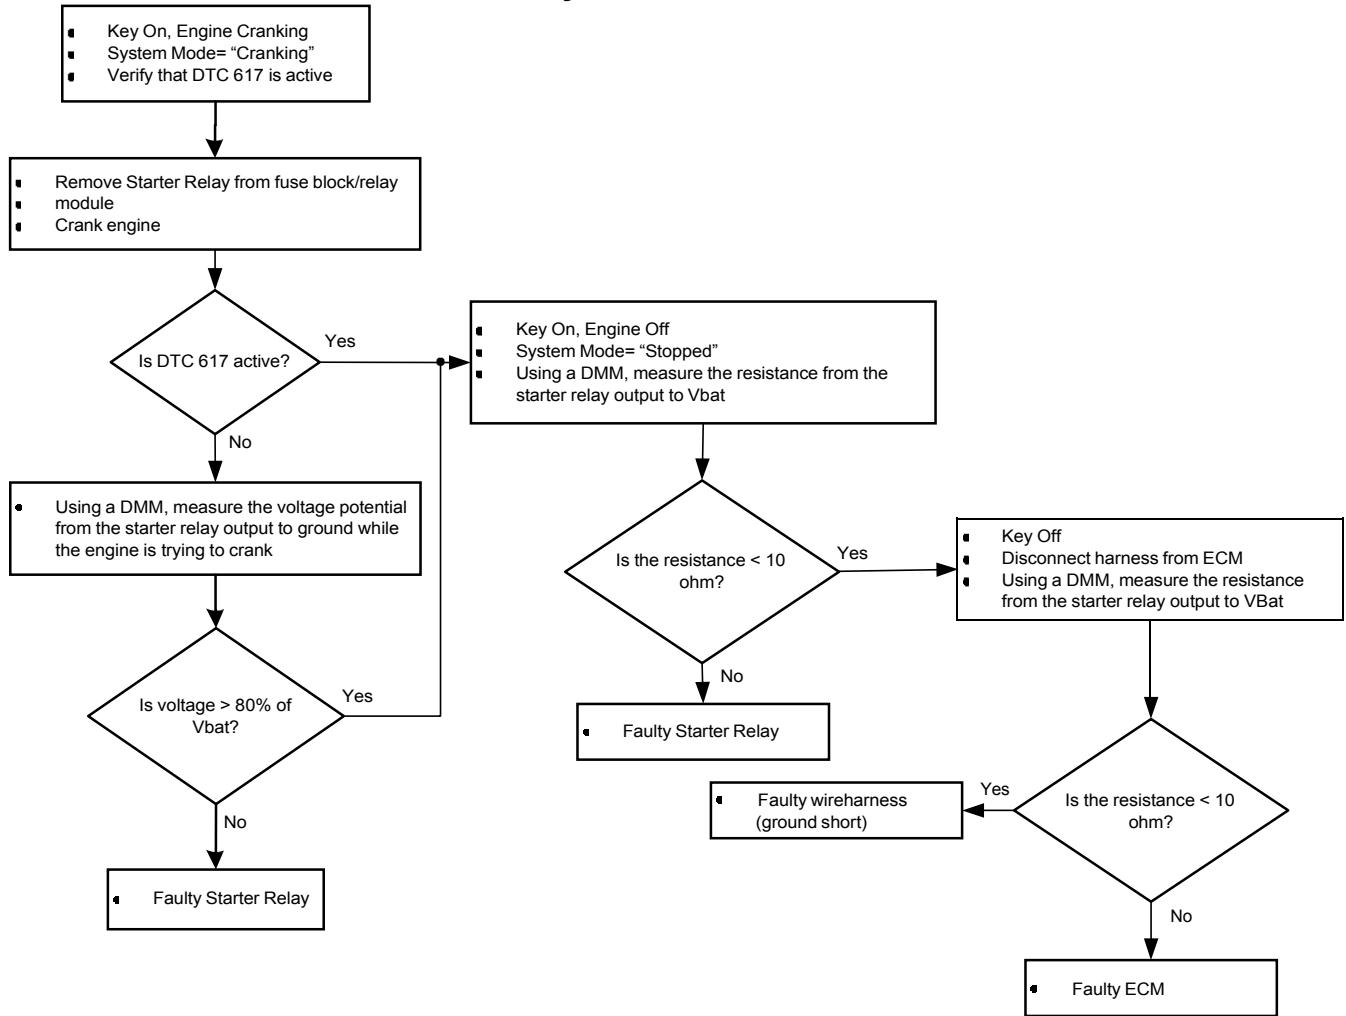 Key On, Engine Cranking
System Mode= “Cranking”
Verify that DTC 617 is active
Remove Starter Relay from fuse block/relay
module
Crank engine
Is DTC 617 active?
Yes
No
Using a DMM, measure the voltage potential
from the starter relay output to ground while
the engine is trying to crank
Is voltage > 80% of
Vbat?
Yes
No
Faulty Starter Relay
Key On, Engine Off
System Mode= “Stopped”
Using a DMM, measure the resistance from the
starter relay output to Vbat
Is the resistance < 10
ohm?
Yes
No
Faulty Starter Relay
Key Off
Disconnect harness from ECM
Using a DMM, measure the resistance
from the starter relay output to VBat
Is the resistance < 10
ohm?
Yes
Faulty wireharness
(ground short)
No
Faulty ECM